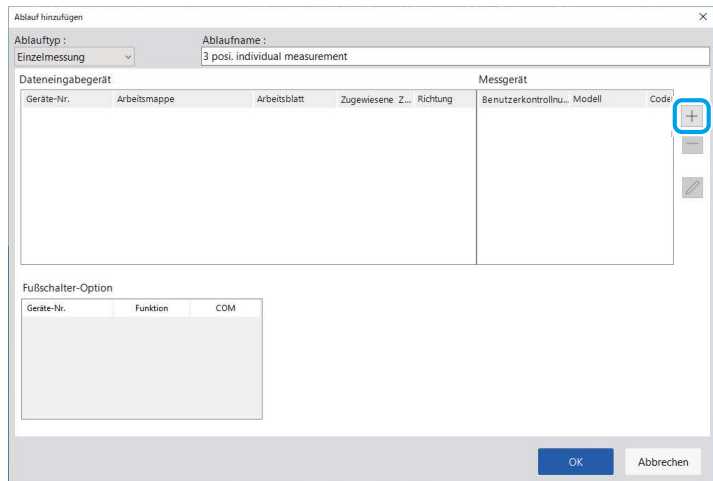 Ablauf hinzufügen
Ablauftyp : Ablaufname :
Einzelmessung 3 posi. individual measurement
Dateneingabegerät Messgerät
Geräte-Nr. Arbeitsmappe Arbeitsblatt Zugewiesene Z... Richtung Benutzerkontrollnu... Modell Codel
Fußschalter-Option
Geräte-Nr. Funktion COM
OK Abbrechen